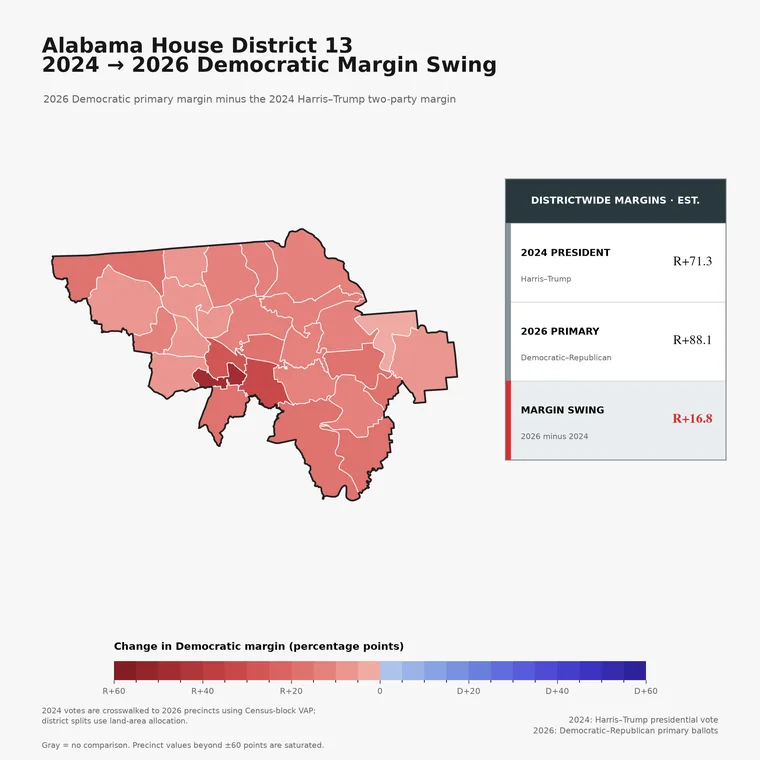 Alabama House District 13
2024 → 2026 Democratic Margin Swing
2026 Democratic primary margin minus the 2024 Harris–Trump two-party margin
DISTRICTWIDE MARGINS · EST.
2024 PRESIDENT
R+71.3
Harris–Trump
2026 PRIMARY
R+88.1
Democratic–Republican
MARGIN SWING
R+16.8
2026 minus 2024
Change in Democratic margin (percentage points)
R+60 R+40 R+20 0 D+20 D+40 D+60
2024 votes are crosswalked to 2026 precincts using Census-block VAP;
district splits use land-area allocation.
Gray = no comparison. Precinct values beyond ±60 points are saturated.
2024: Harris–Trump presidential vote
2026: Democratic–Republican primary ballots